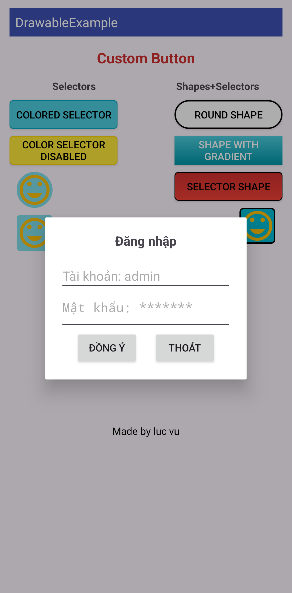 DrawableExample
Custom Button
Selectors
Shapes+Selectors
COLORED SELECTOR
ROUND SHAPE
COLOR SELECTOR
DISABLED
SHAPE WITH
GRADIENT
SELECTOR SHAPE
Đăng nhập
Tài khoản: admin
Mật khẩu: *******
ĐỒNG Ý
THOÁT
Made by luc vu